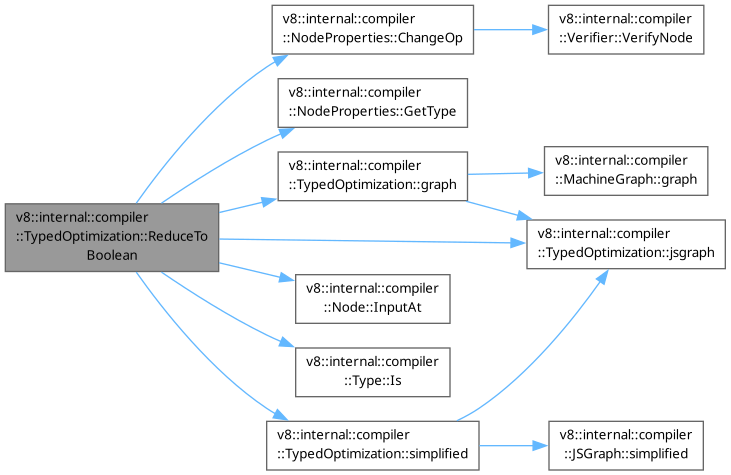 v8::internal::compiler
::TypedOptimization::ReduceTo
Boolean
v8::internal::compiler
::NodeProperties::ChangeOp
v8::internal::compiler
::Verifier::VerifyNode
v8::internal::compiler
::NodeProperties::GetType
v8::internal::compiler
::TypedOptimization::graph
v8::internal::compiler
::MachineGraph::graph
v8::internal::compiler
::TypedOptimization::jsgraph
v8::internal::compiler
::Node::InputAt
v8::internal::compiler
::Type::Is
v8::internal::compiler
::TypedOptimization::simplified
v8::internal::compiler
::JSGraph::simplified